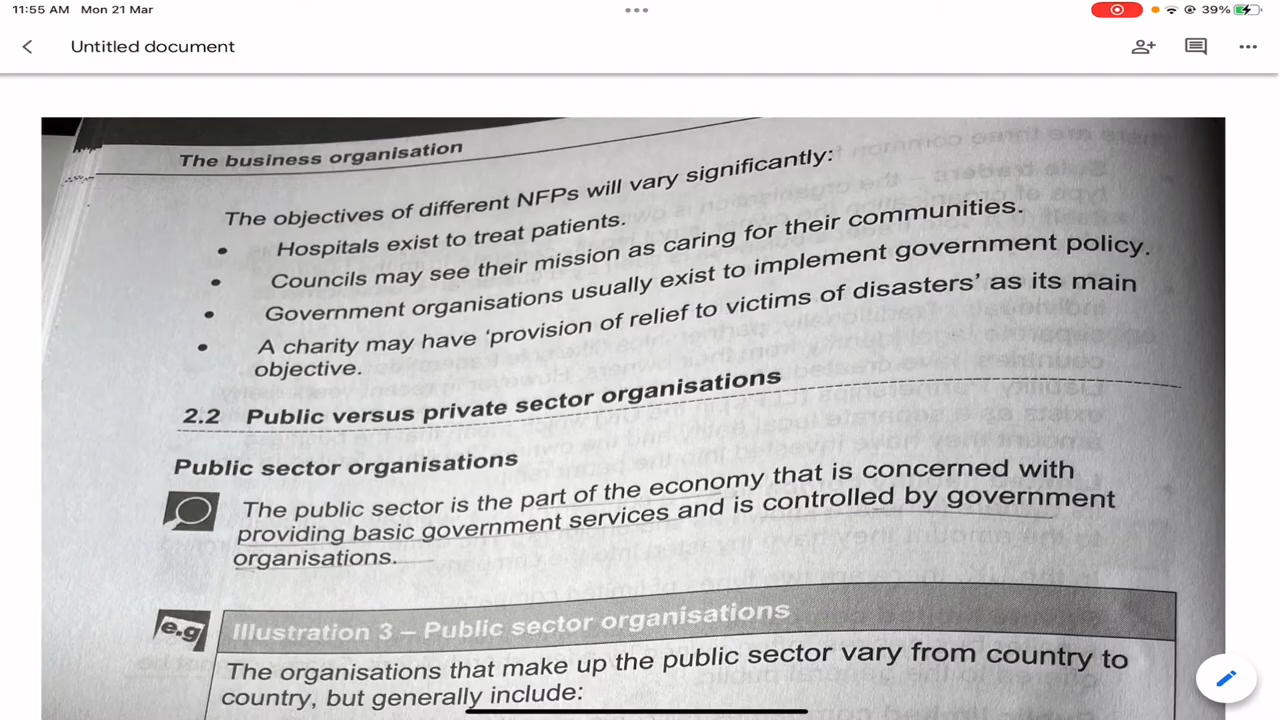 11:55 AM Mon 21 Mar
39%
Untitled document
The business organisation
The objectives of different NFPs will vary significantly:
• Hospitals exist to treat patients.
• Councils may see their mission as caring for their communities.
• Government organisations usually exist to implement government policy.
• A charity may have ‘provision of relief to victims of disasters’ as its main
objective.
2.2 Public versus private sector organisations
Public sector organisations
The public sector is the part of the economy that is concerned with
providing basic government services and is controlled by government
organisations.
e.g
Illustration 3 – Public sector organisations
The organisations that make up the public sector vary from country to
country, but generally include: